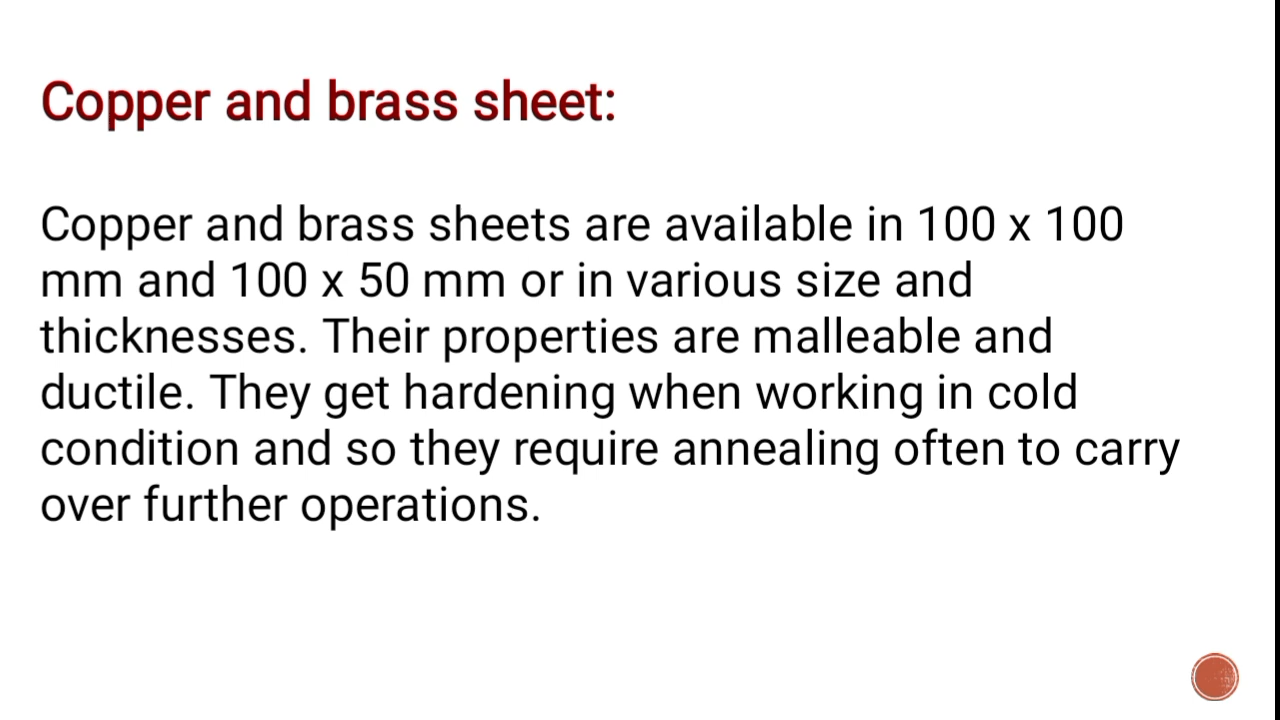 Copper and brass sheet:
Copper and brass sheets are available in 100 x 100
mm and 100 x 50 mm or in various size and
thicknesses. Their properties are malleable and
ductile. They get hardening when working in cold
condition and so they require annealing often to carry
over further operations.